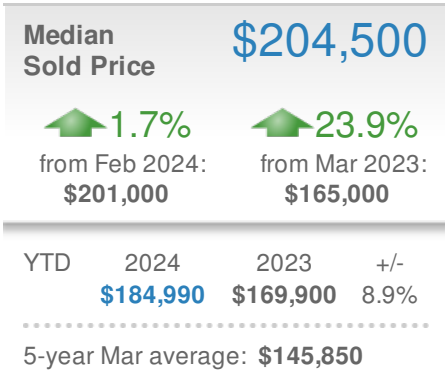 Median
Sold Price
$204,500
1.7% 23.9%
from Feb 2024: from Mar 2023:
$201,000 $165,000
YTD 2024 2023 +/-
$184,990 $169,900 8.9%
5-year Mar average: $145,850